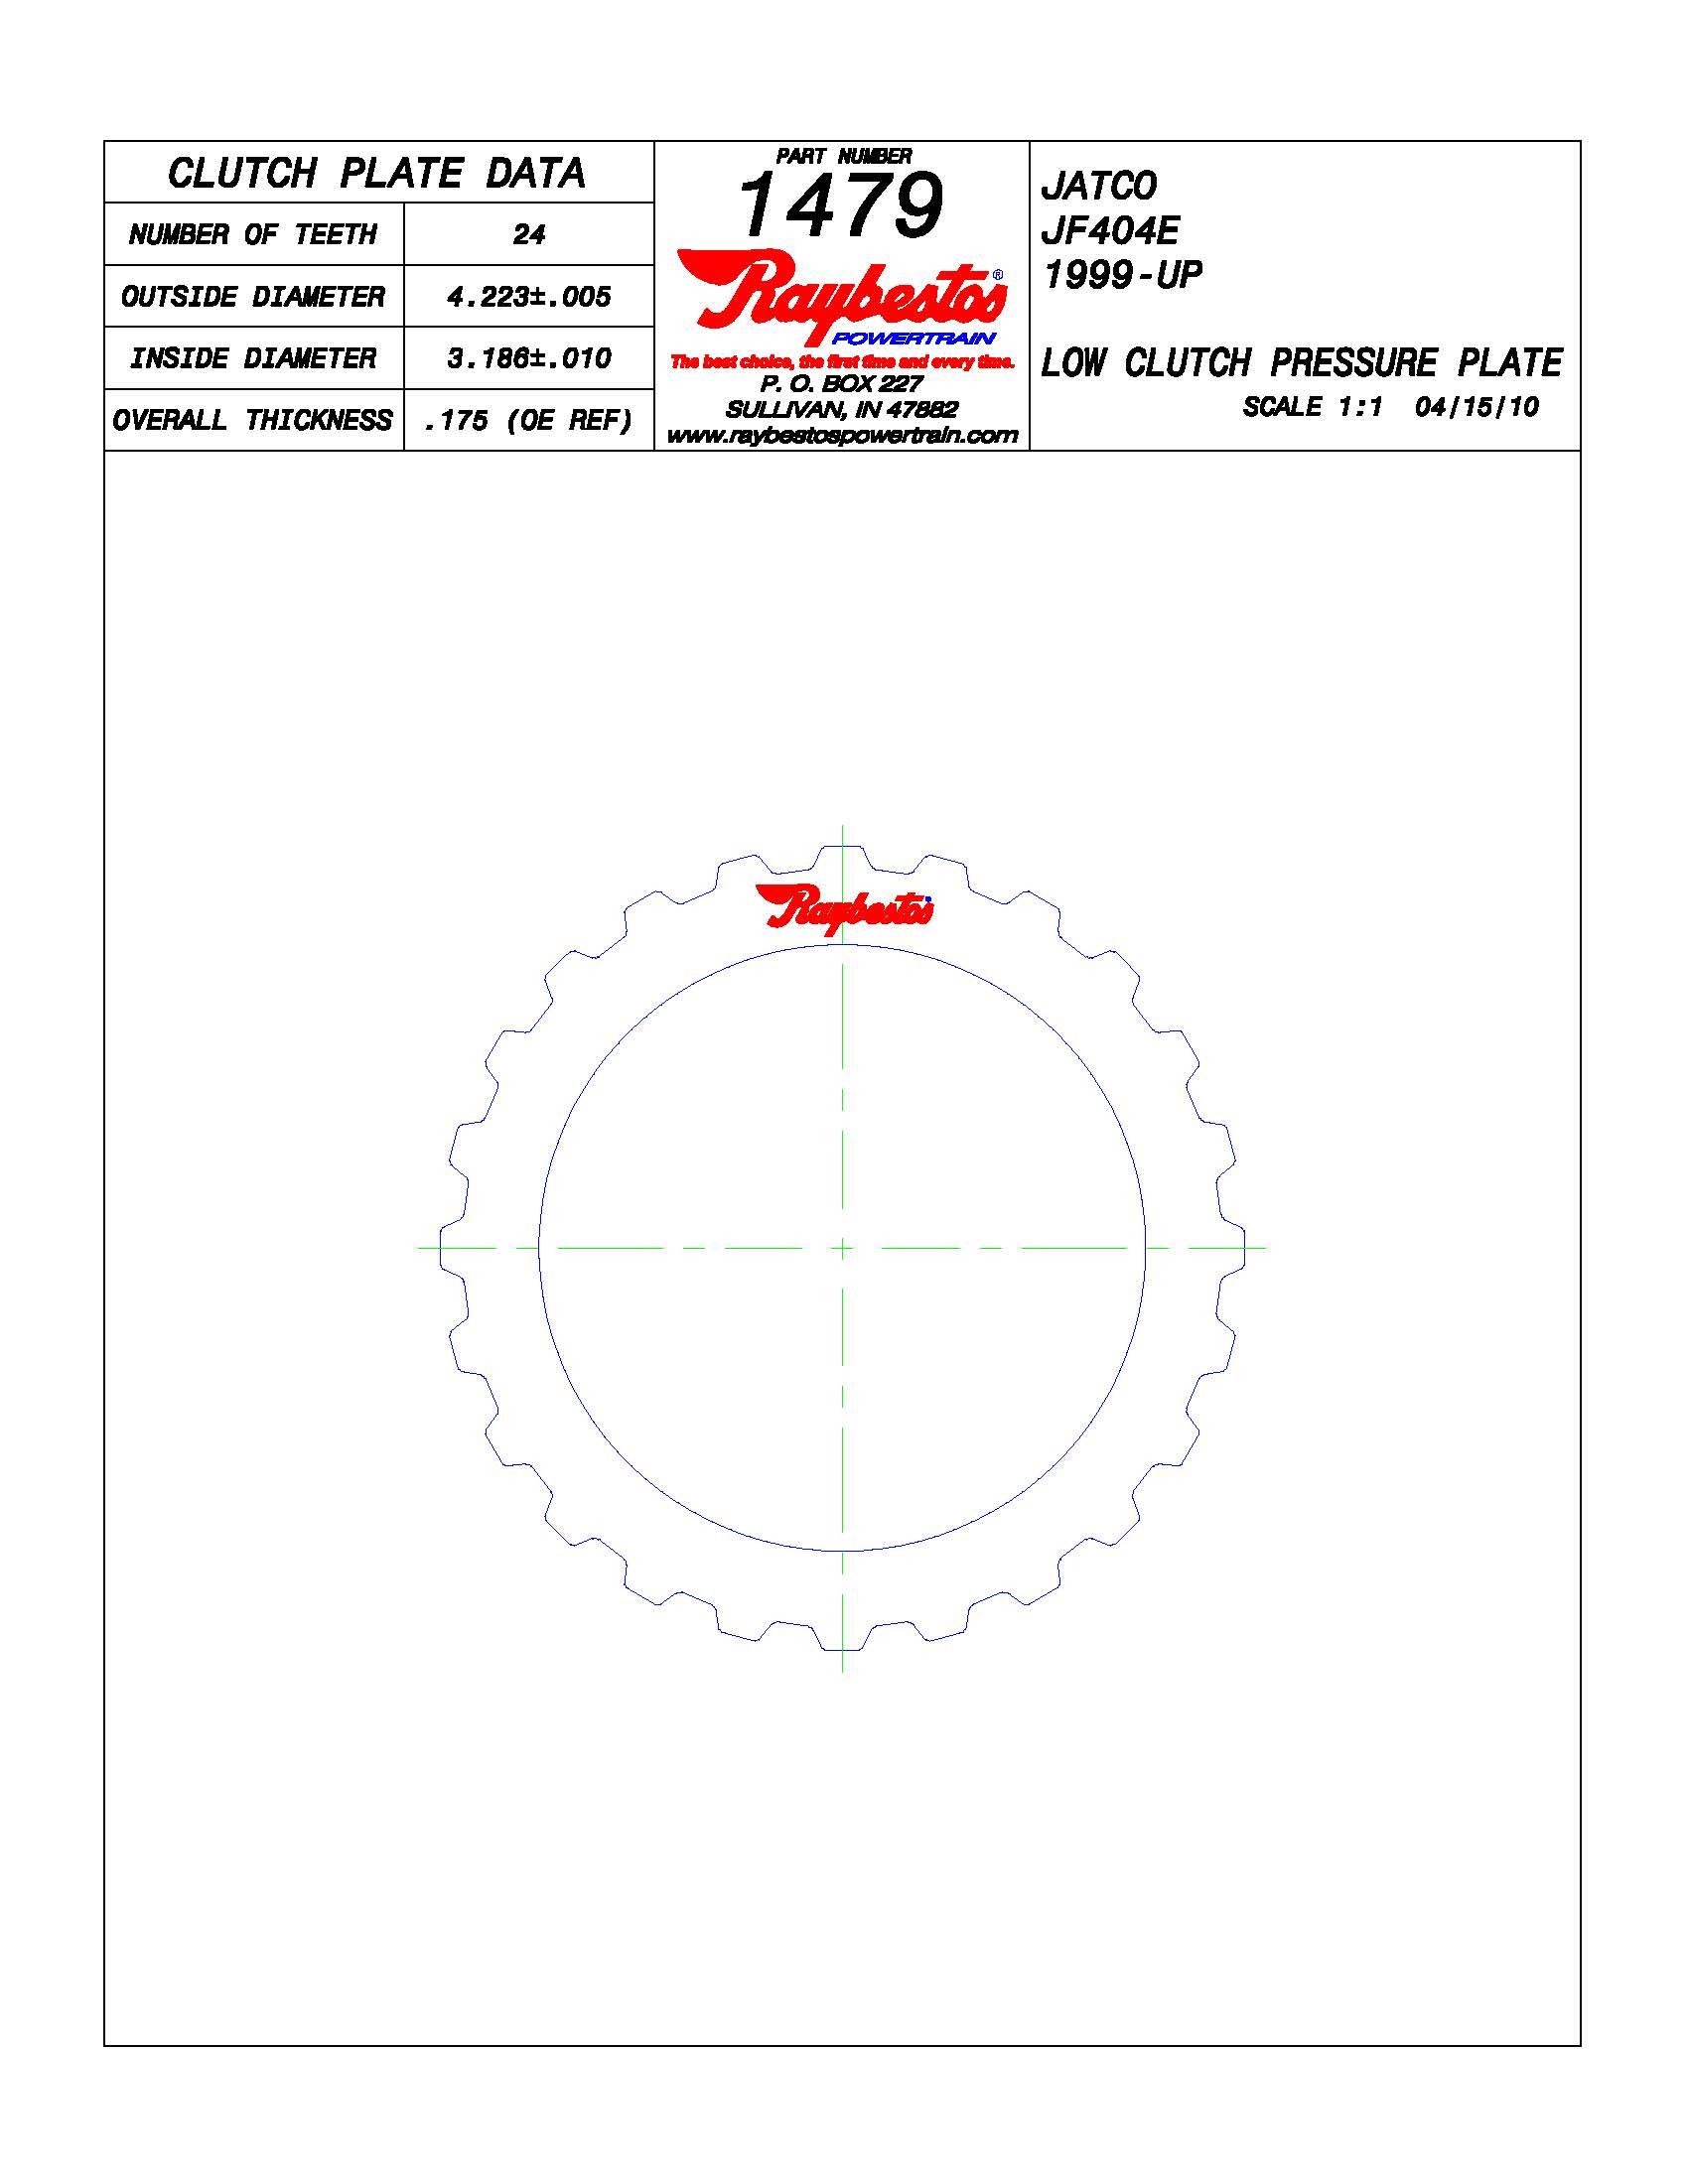 CLUTCH PLATE DATA
NUMBER OF TEETH 24
OUTSIDE DIAMETER 4.223±.005
INSIDE DIAMETER 3.186±.010
OVERALL THICKNESS .175 (OE REF)
PART NUMBER
1479
Raybestos®
POWERTRAIN
The best choice, the first time and every time.
P. O. BOX 227
SULLIVAN, IN 47882
www.raybestospowertrain.com
JATCO
JF404E
1999-UP
LOW CLUTCH PRESSURE PLATE
SCALE 1:1 04/15/10
Raybestos